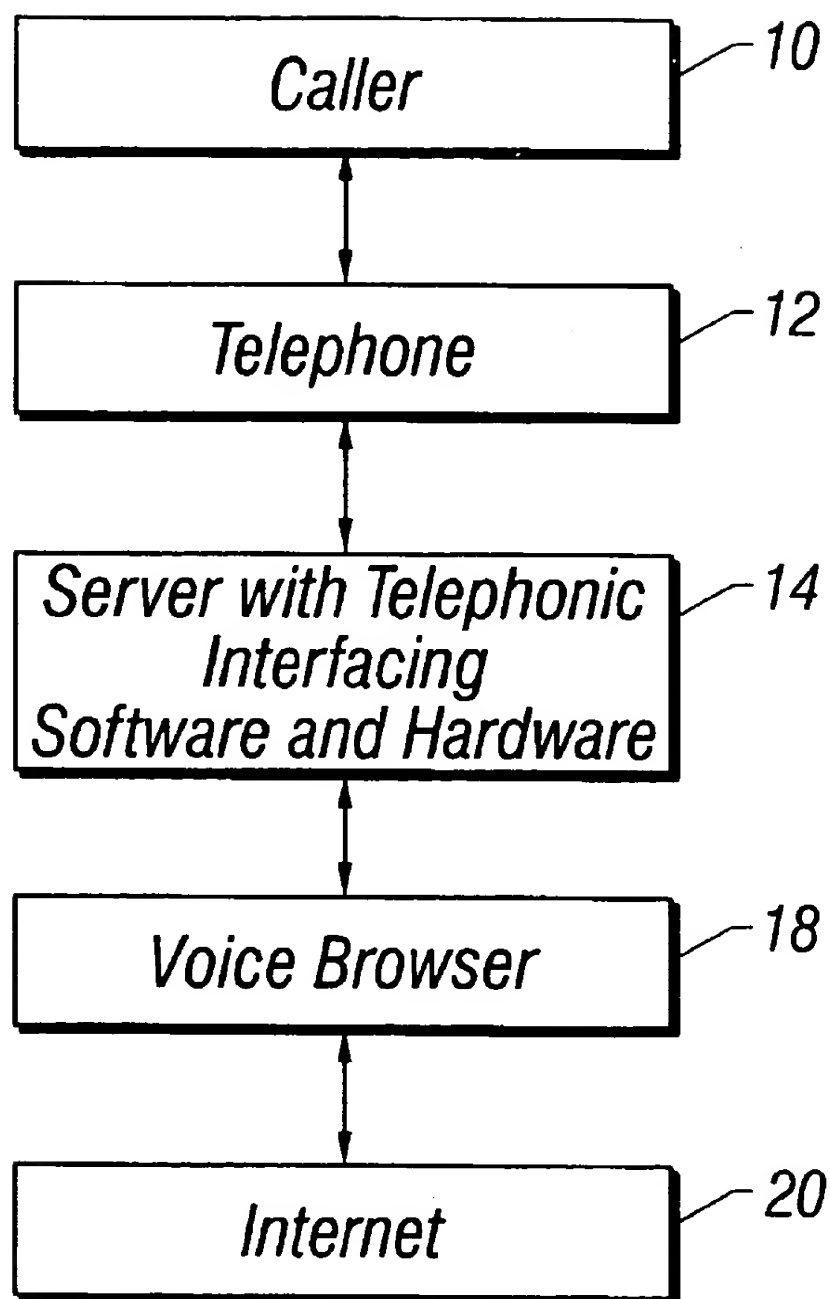 Caller
10
Telephone
12
Server with Telephonic
Interfacing
Software and Hardware
14
Voice Browser
18
Internet
20